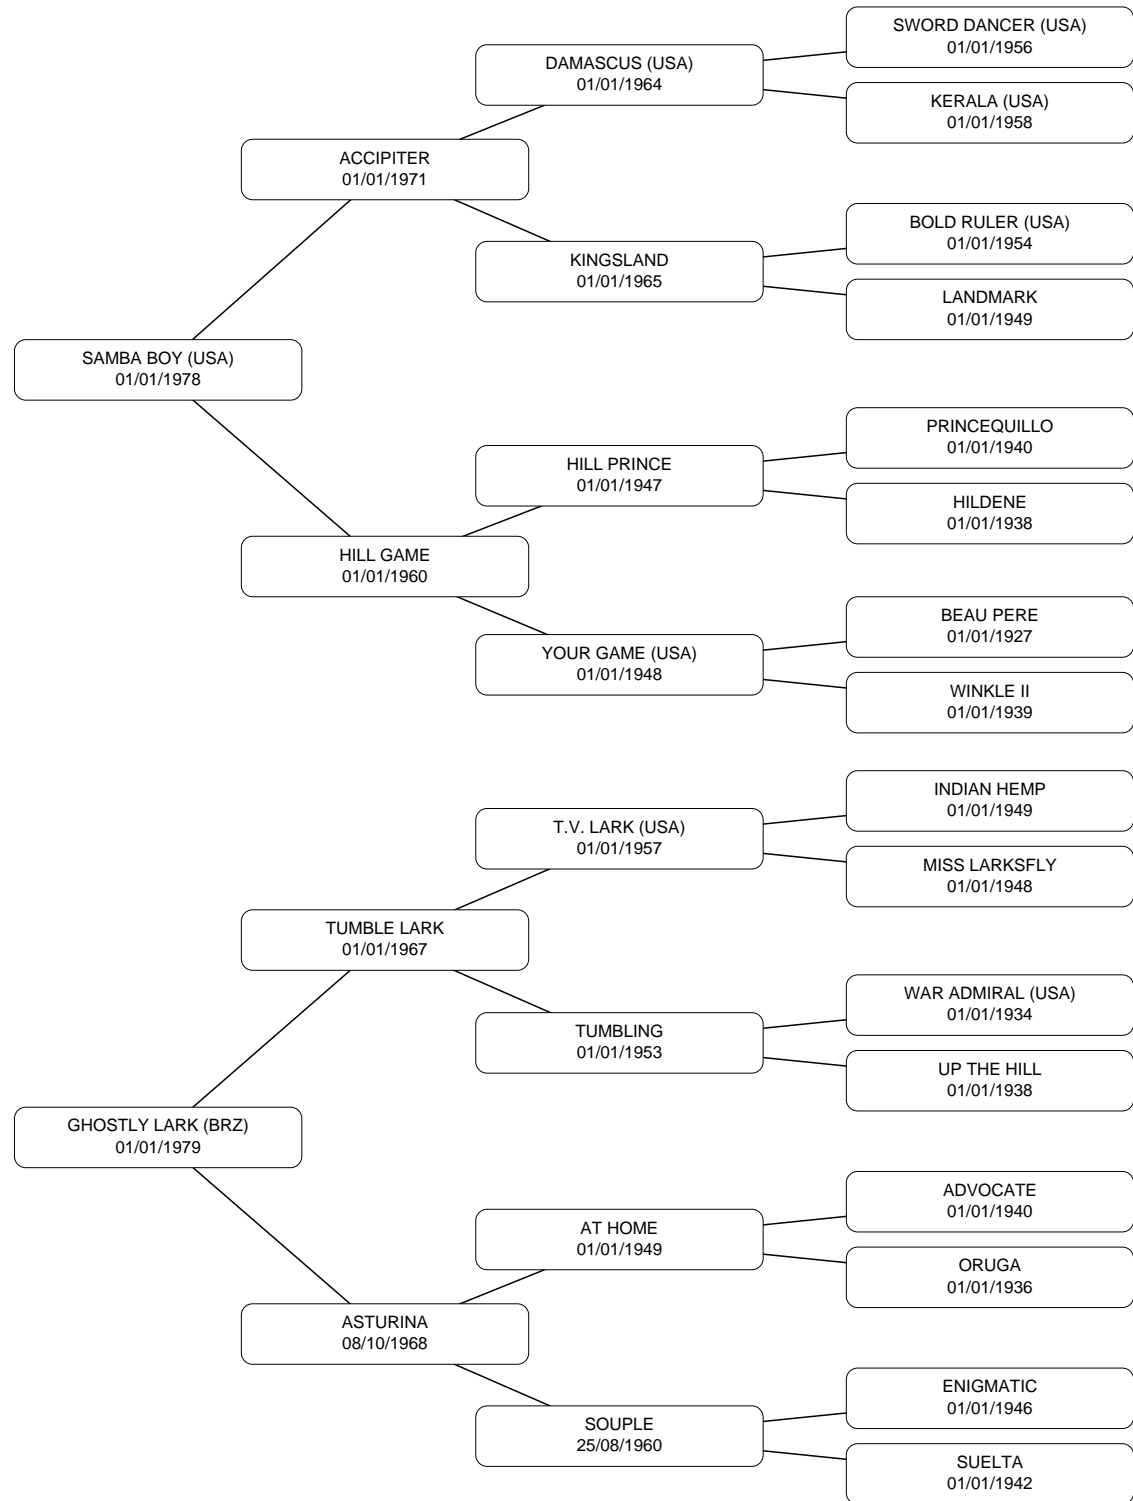 SWORD DANCER (USA)
01/01/1956
DAMASCUS (USA)
01/01/1964
KERALA (USA)
01/01/1958
ACCIPITER
01/01/1971
BOLD RULER (USA)
01/01/1954
KINGSLAND
01/01/1965
LANDMARK
01/01/1949
SAMBA BOY (USA)
01/01/1978
PRINCEQUILLO
01/01/1940
HILL PRINCE
01/01/1947
HILDENE
01/01/1938
HILL GAME
01/01/1960
BEAU PERE
01/01/1927
YOUR GAME (USA)
01/01/1948
WINKLE II
01/01/1939
INDIAN HEMP
01/01/1949
T.V. LARK (USA)
01/01/1957
MISS LARKSFLY
01/01/1948
TUMBLE LARK
01/01/1967
WAR ADMIRAL (USA)
01/01/1934
TUMBLING
01/01/1953
UP THE HILL
01/01/1938
GHOSTLY LARK (BRZ)
01/01/1979
ADVOCATE
01/01/1940
AT HOME
01/01/1949
ORUGA
01/01/1936
ASTURINA
08/10/1968
ENIGMATIC
01/01/1946
SOUPLE
25/08/1960
SUELTA
01/01/1942